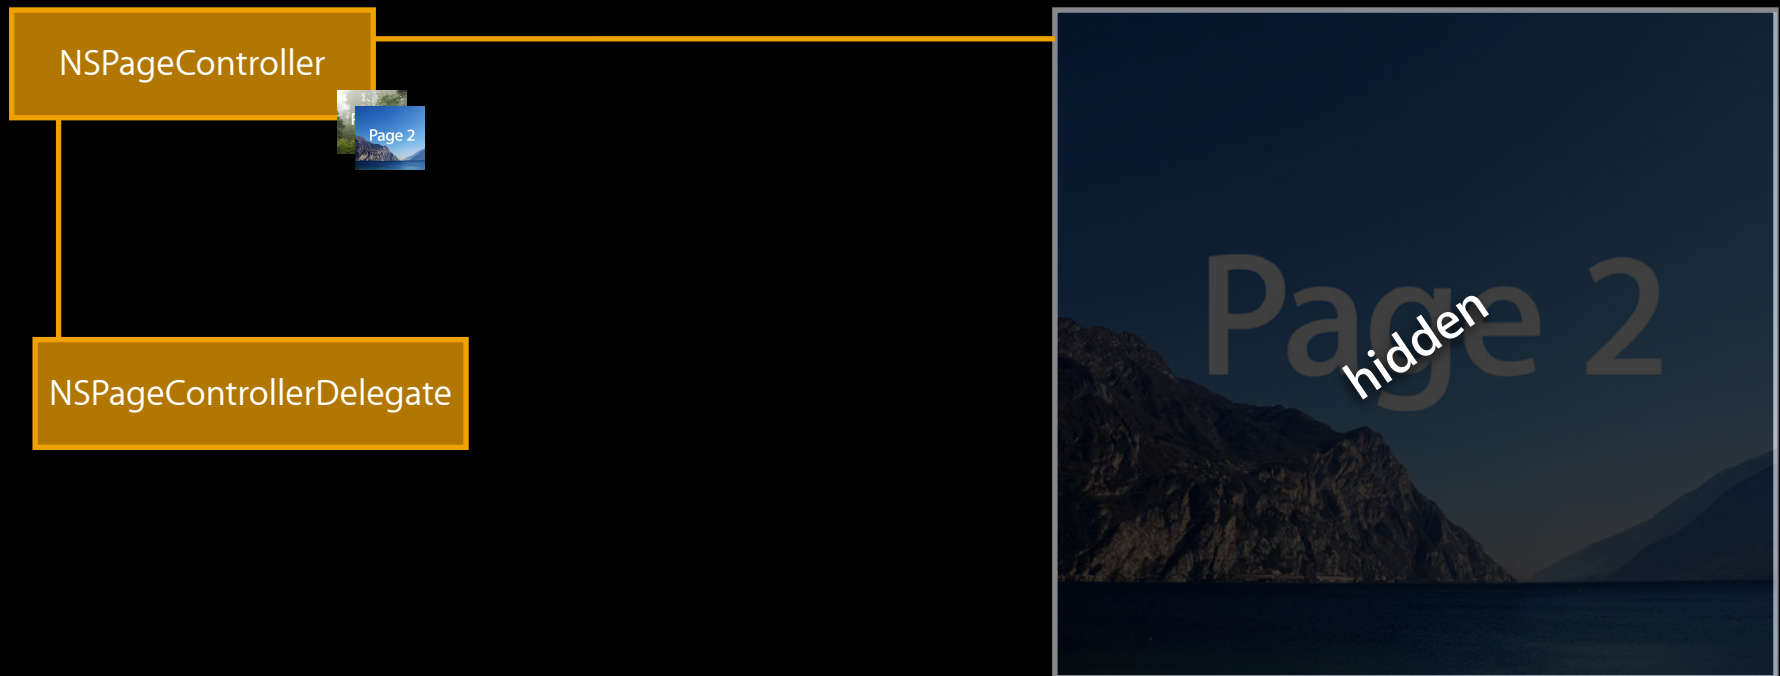 NSPageController
Page 2
NSPageControllerDelegate
Page 2
hidden